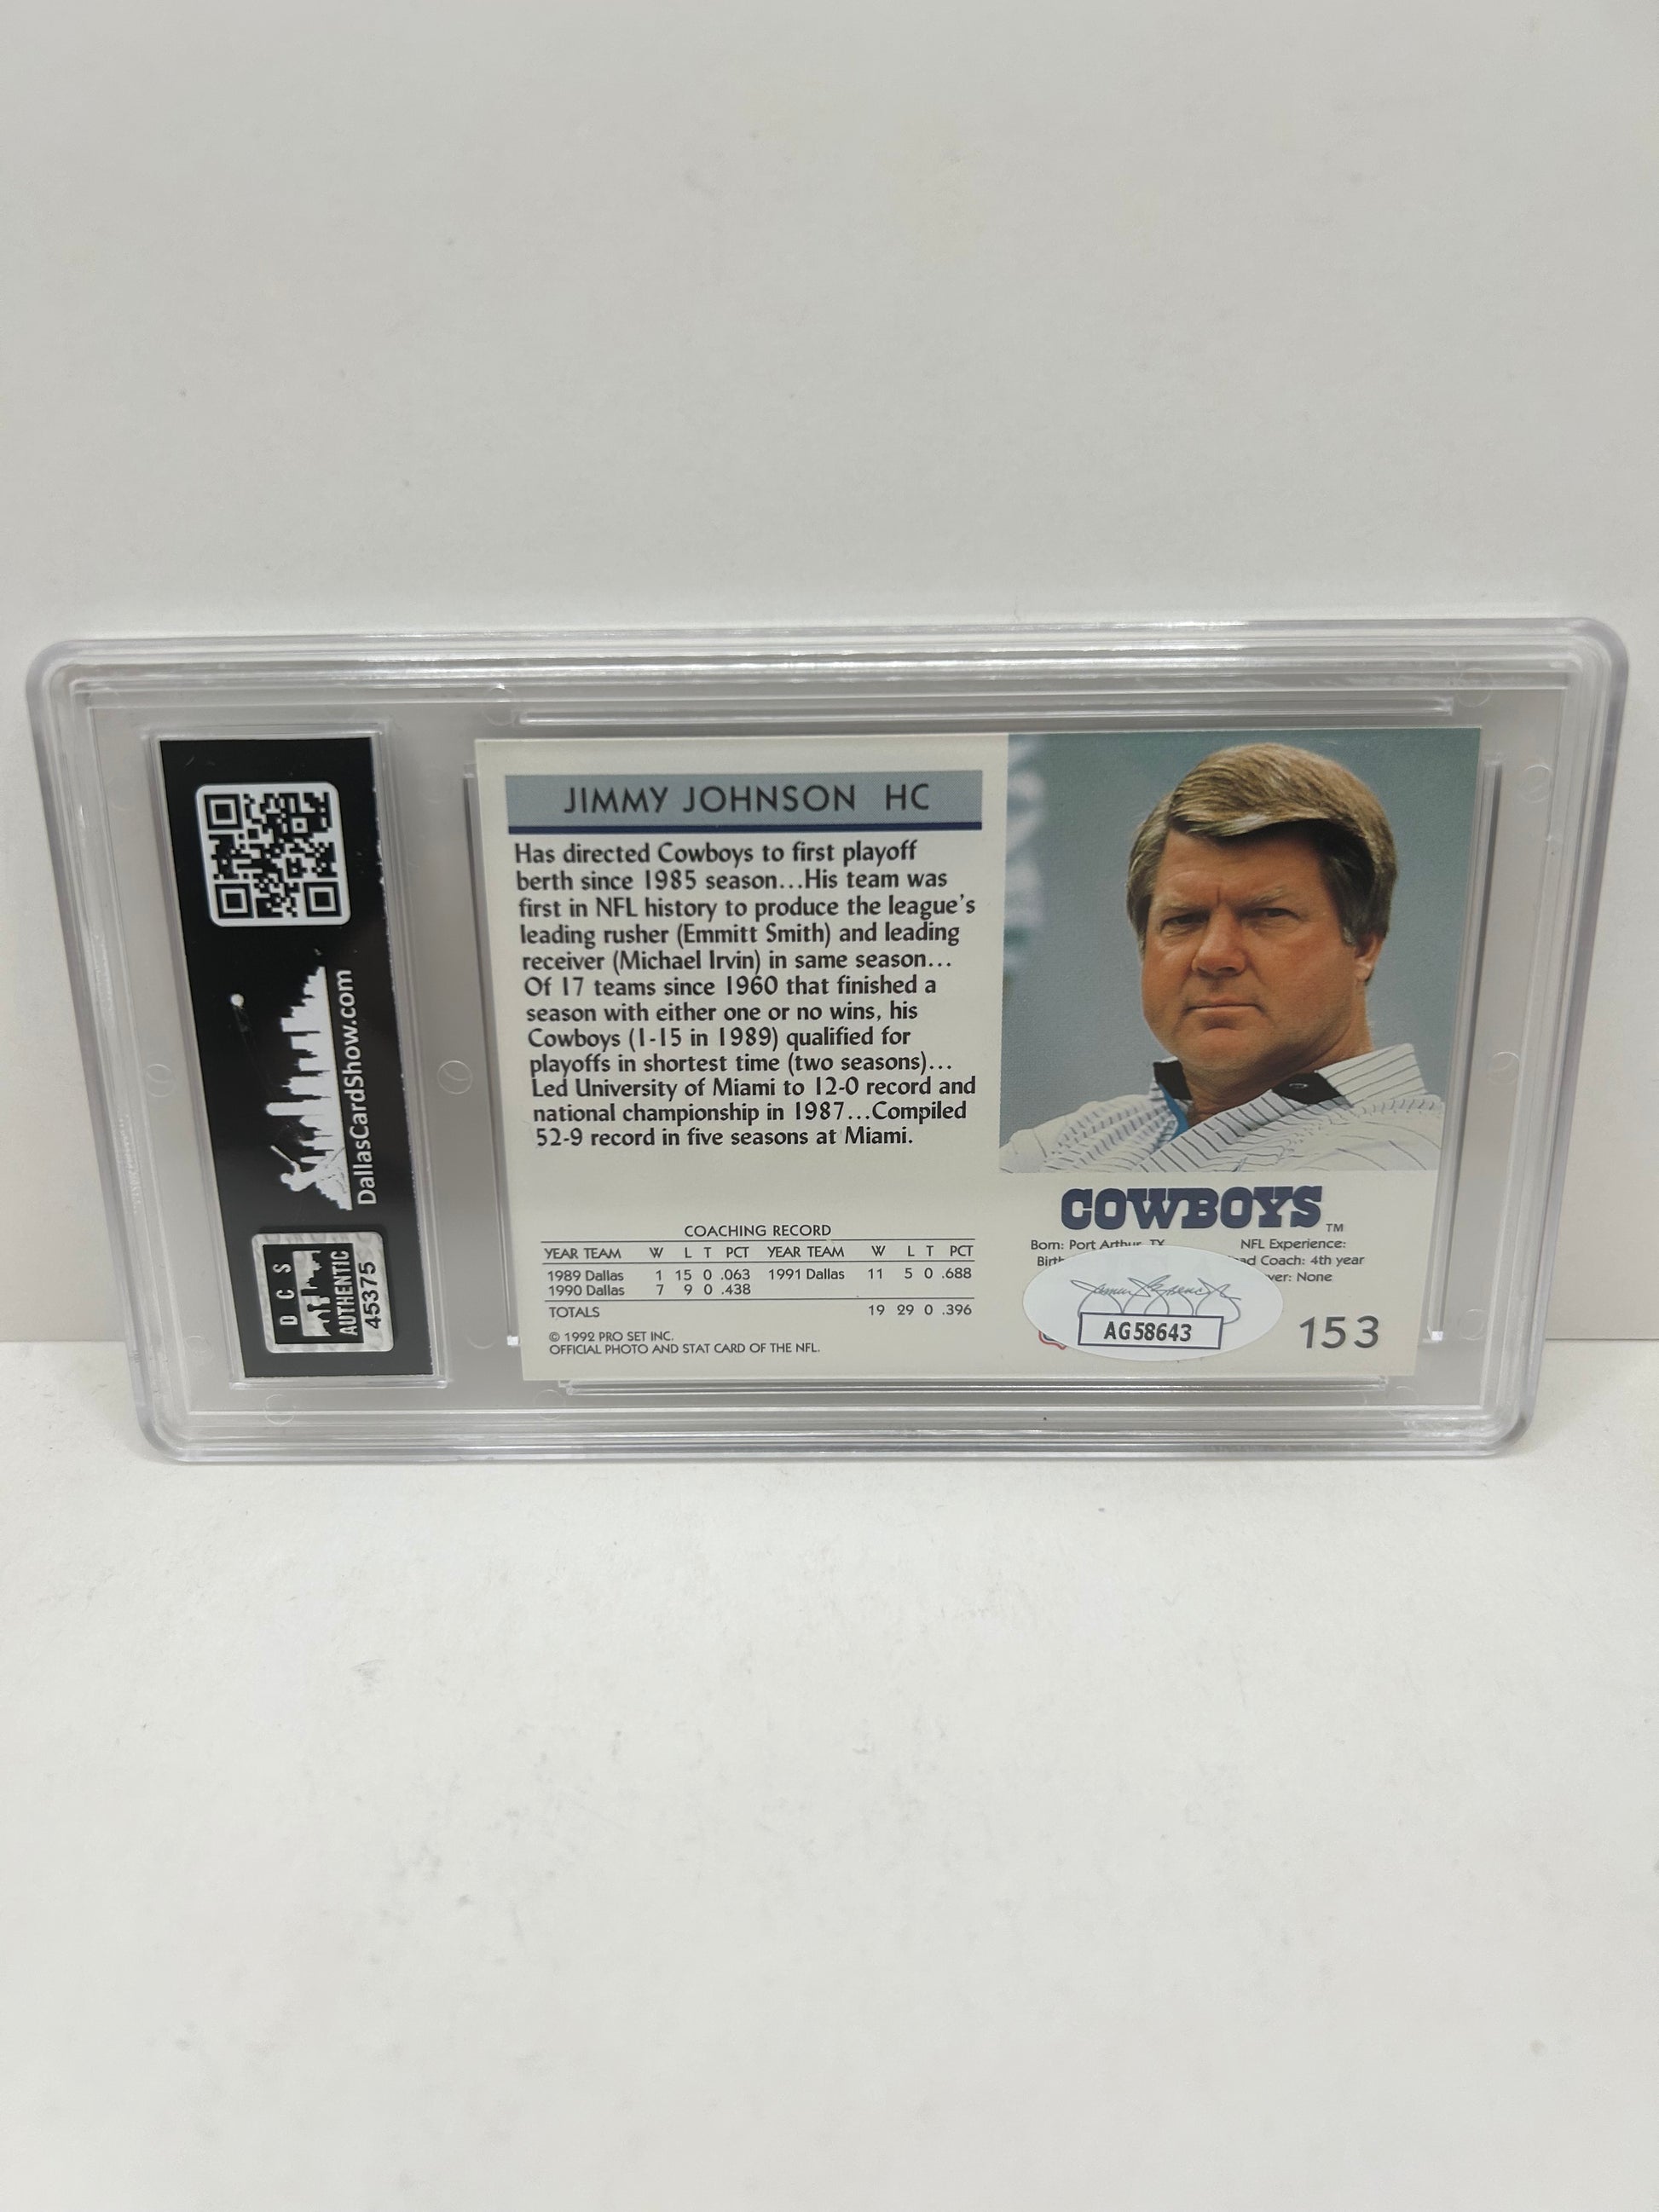 DallasCardShow.com
D C S
AUTHENTIC
45375
JIMMY JOHNSON HC
Has directed Cowboys to first playoff
berth since 1985 season...His team was
first in NFL history to produce the league's
leading rusher (Emmitt Smith) and leading
receiver (Michael Irvin) in same season...
Of 17 teams since 1960 that finished a
season with either one or no wins, his
Cowboys (1-15 in 1989) qualified for
playoffs in shortest time (two seasons)...
Led University of Miami to 12-0 record and
national championship in 1987...Compiled
52-9 record in five seasons at Miami.
COACHING RECORD
YEAR TEAM W L T PCT YEAR TEAM W L T PCT
1989 Dallas 1 15 0 .063 1991 Dallas 11 5 0 .688
1990 Dallas 7 9 0 .438
TOTALS 19 29 0 .396
© 1992 PRO SET INC.
OFFICIAL PHOTO AND STAT CARD OF THE NFL.
COWBOYS TM
Born: Port Arthur, TX
NFL Experience:
Coach: 4th year
None
AG58643
153